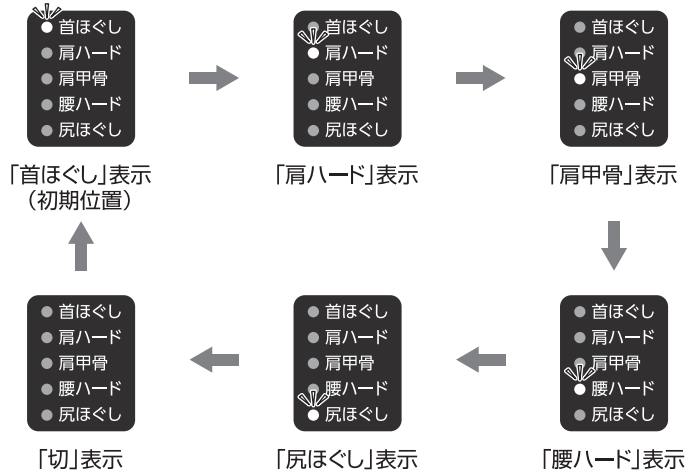 首ほぐし
肩ハード
肩甲骨
腰ハード
尻ほぐし
「首ほぐし」表示
(初期位置)
首ほぐし
肩ハード
肩甲骨
腰ハード
尻ほぐし
「肩ハード」表示
首ほぐし
肩ハード
肩甲骨
腰ハード
尻ほぐし
「肩甲骨」表示
首ほぐし
肩ハード
肩甲骨
腰ハード
尻ほぐし
「切」表示
首ほぐし
肩ハード
肩甲骨
腰ハード
尻ほぐし
「尻ほぐし」表示
首ほぐし
肩ハード
肩甲骨
腰ハード
尻ほぐし
「腰ハード」表示